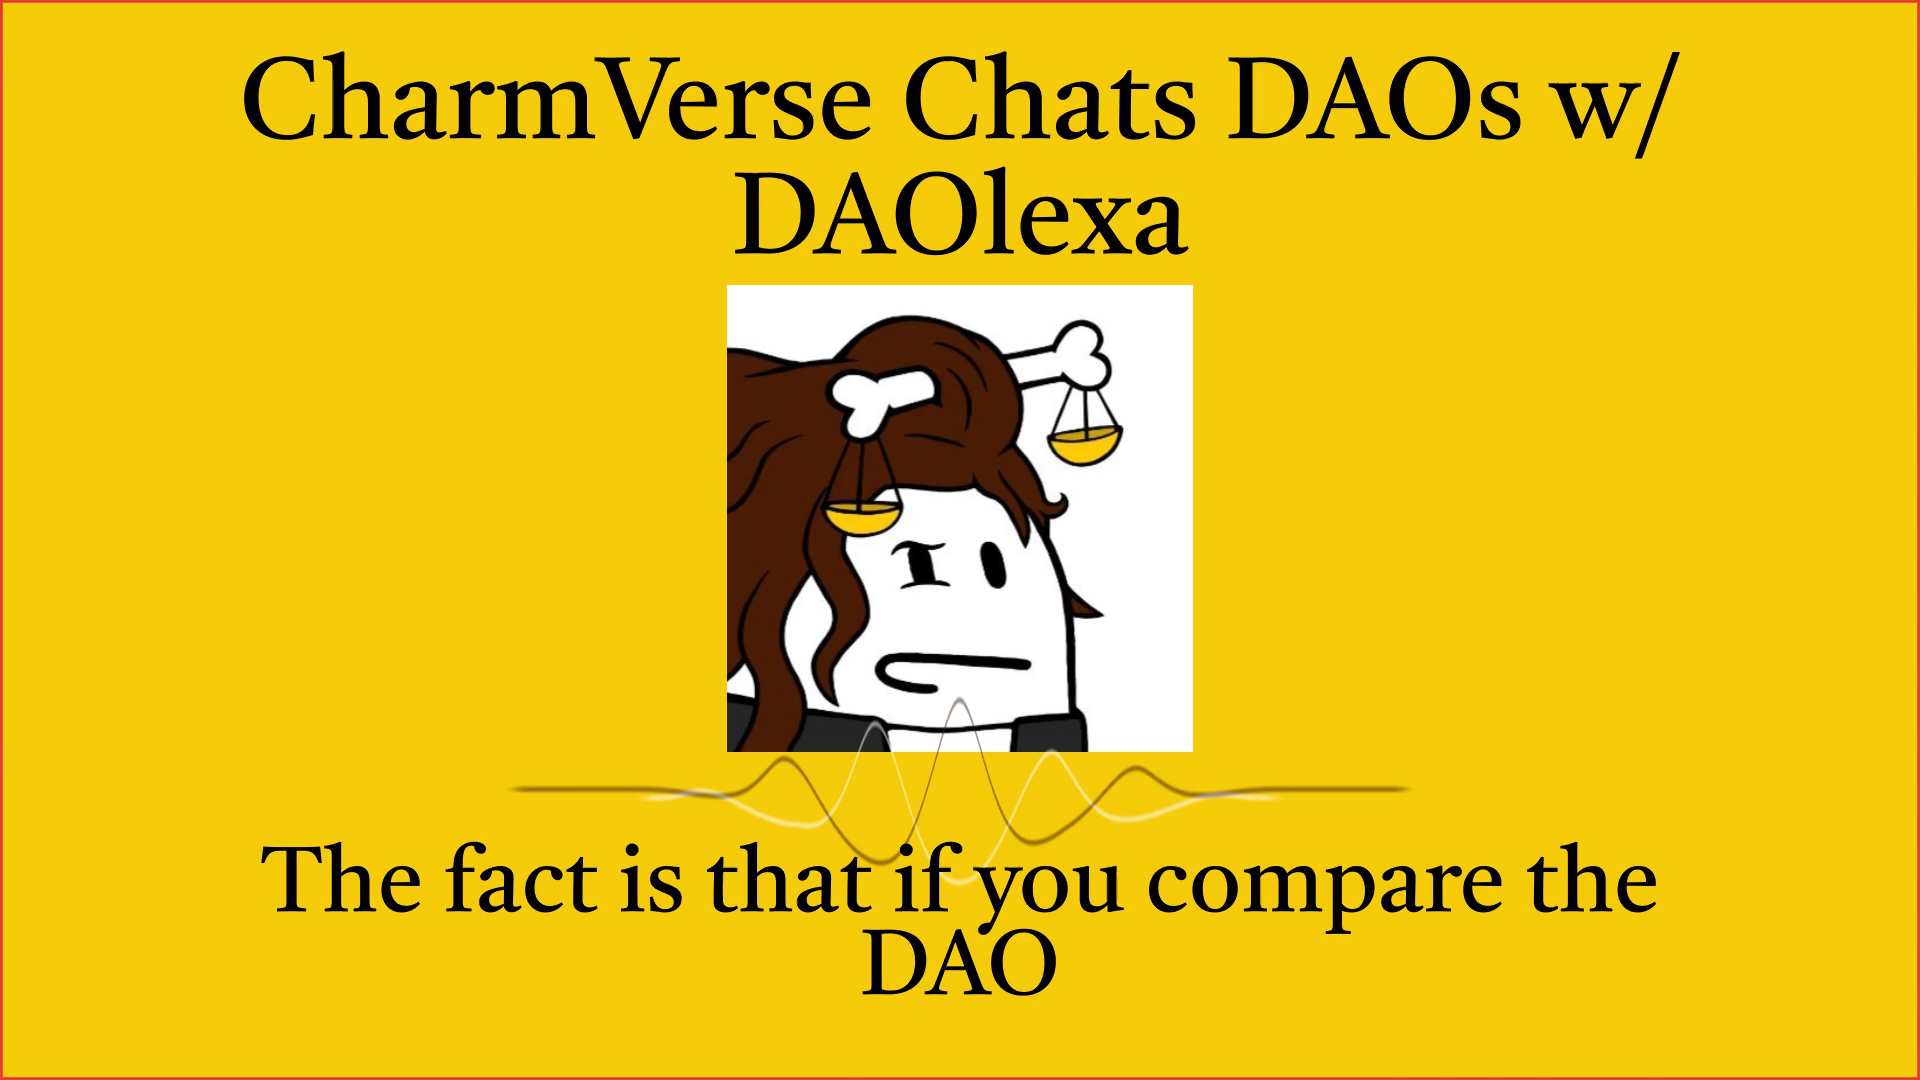 CharmVerse Chats DAOs w/
DAOlexa
The fact is that if you compare the
DAO